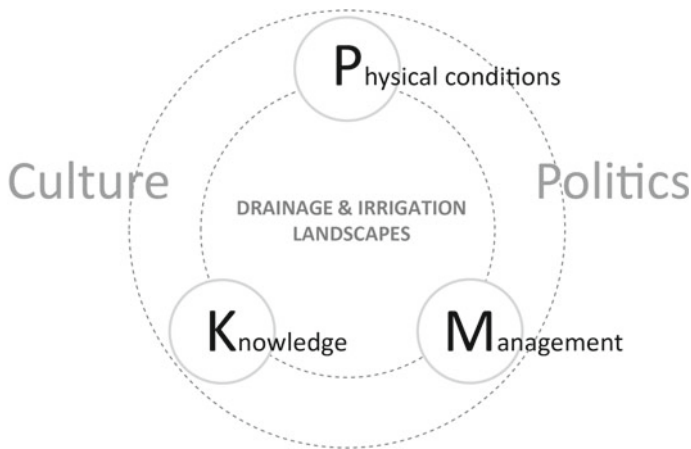 Physical conditions
Culture
Politics
DRAINAGE & IRRIGATION
LANDSCAPES
Knowledge
Management